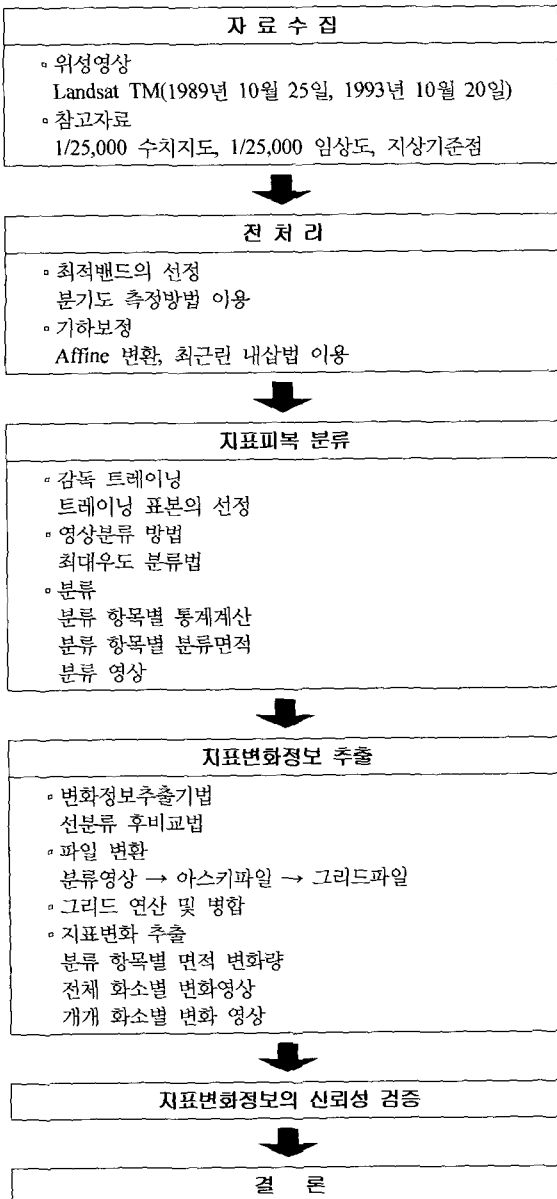 자 료 수 집
▫ 위성영상
Landsat TM(1989년 10월 25일, 1993년 10월 20일)
▫ 참고자료
1/25,000 수치지도, 1/25,000 임상도, 지상기준점
전 처 리
▫ 최적밴드의 선정
분기도 측정방법 이용
▫ 기하보정
Affine 변환, 최근린 내삽법 이용
지표피복 분류
▫ 감독 트레이닝
트레이닝 표본의 선정
▫ 영상분류 방법
최대우도 분류법
▫ 분류
분류 항목별 통계계산
분류 항목별 분류면적
분류 영상
지표변화정보 추출
▫ 변화정보추출기법
선분류 후비교법
▫ 파일 변환
분류영상 → 아스키파일 → 그리드파일
▫ 그리드 연산 및 병합
▫ 지표변화 추출
분류 항목별 면적 변화량
전체 화소별 변화영상
개개 화소별 변화 영상
지표변화정보의 신뢰성 검증
결 론